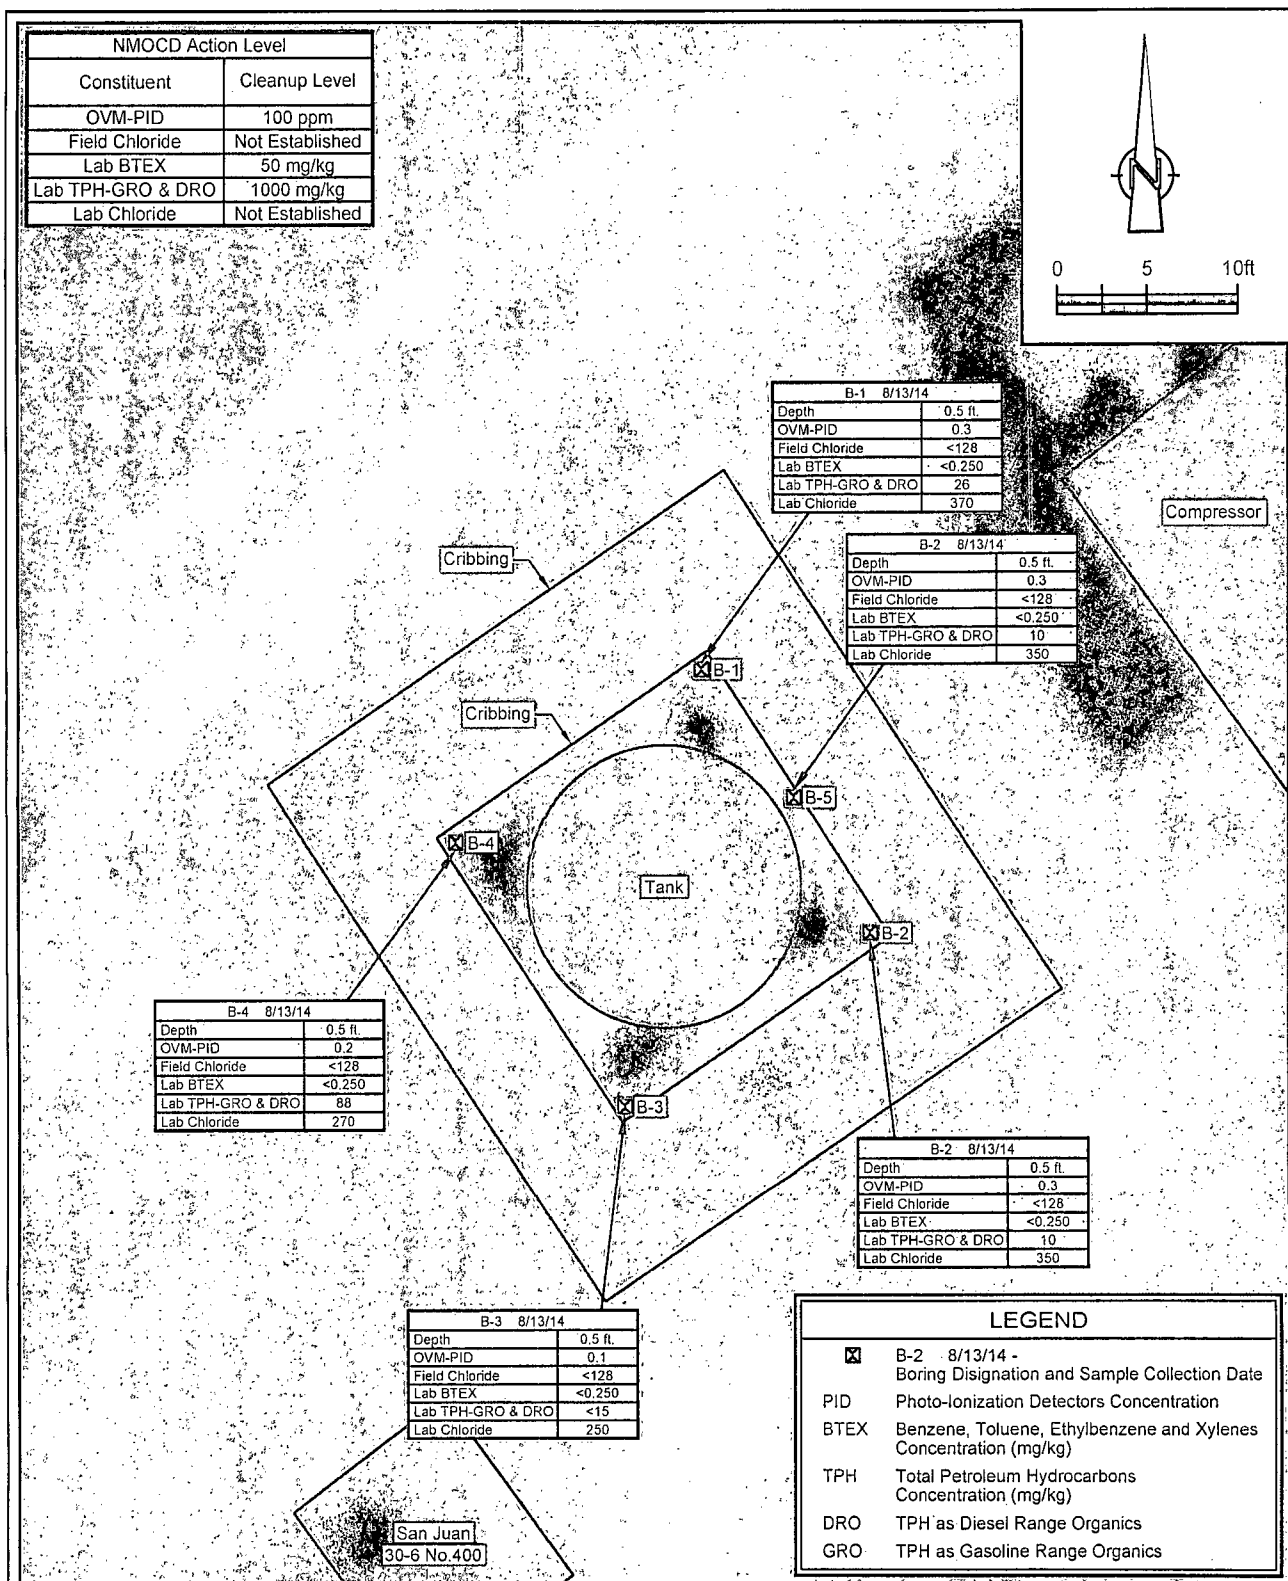 NMOCD Action Level
Constituent Cleanup Level
OVM-PID 100 ppm
Field Chloride Not Established
Lab BTEX 50 mg/kg
Lab TPH-GRO & DRO 1000 mg/kg
Lab Chloride Not Established
N
0 5 10ft
B-1 8/13/14
Depth 0.5 ft.
OVM-PID 0.3
Field Chloride <128
Lab BTEX <0.250
Lab TPH-GRO & DRO 26
Lab Chloride 370
Compressor
B-2 8/13/14
Depth 0.5 ft.
OVM-PID 0.3
Field Chloride <128
Lab BTEX <0.250
Lab TPH-GRO & DRO 10
Lab Chloride 350
Cribbing
B-1
Cribbing
B-5
B-4
Tank
B-2
B-4 8/13/14
Depth 0.5 ft.
OVM-PID 0.2
Field Chloride <128
Lab BTEX <0.250
Lab TPH-GRO & DRO 88
Lab Chloride 270
B-3
B-2 8/13/14
Depth 0.5 ft.
OVM-PID 0.3
Field Chloride <128
Lab BTEX <0.250
Lab TPH-GRO & DRO 10
Lab Chloride 350
B-3 8/13/14
Depth 0.5 ft.
OVM-PID 0.1
Field Chloride <128
Lab BTEX <0.250
Lab TPH-GRO & DRO <15
Lab Chloride 250
San Juan
30-6 No.400
LEGEND
B-2 8/13/14 -
Boring Disignation and Sample Collection Date
PID Photo-Ionization Detectors Concentration
BTEX Benzene, Toluene, Ethylbenzene and Xylenes
Concentration (mg/kg)
TPH Total Petroleum Hydrocarbons
Concentration (mg/kg)
DRO TPH as Diesel Range Organics
GRO TPH as Gasoline Range Organics